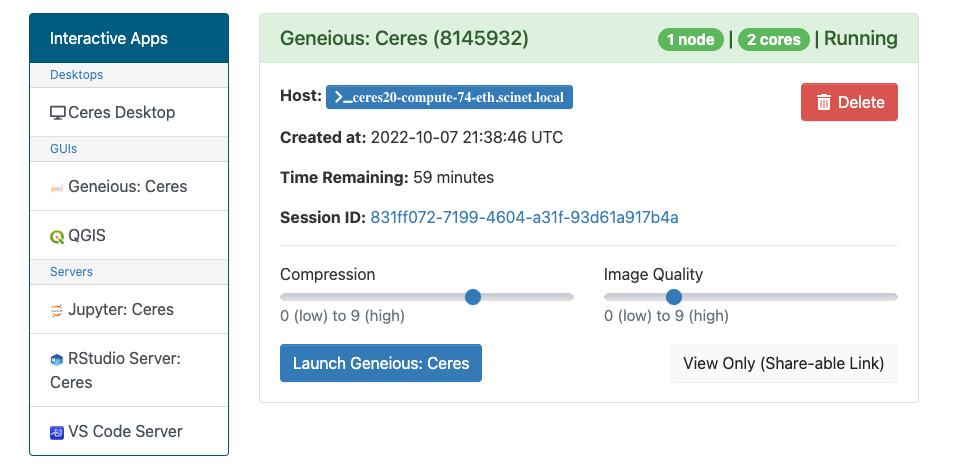 Interactive Apps
Desktops
Ceres Desktop
GUIs
Geneious: Ceres
QGIS
Servers
Jupyter: Ceres
RStudio Server:
Ceres
VS Code Server
Geneious: Ceres (8145932)
1 node | 2 cores | Running
Host: >_ceres20-compute-74-eth.scinet.local
Delete
Created at: 2022-10-07 21:38:46 UTC
Time Remaining: 59 minutes
Session ID: 831ff072-7199-4604-a31f-93d61a917b4a
Compression
Image Quality
0 (low) to 9 (high)
0 (low) to 9 (high)
Launch Geneious: Ceres
View Only (Share-able Link)